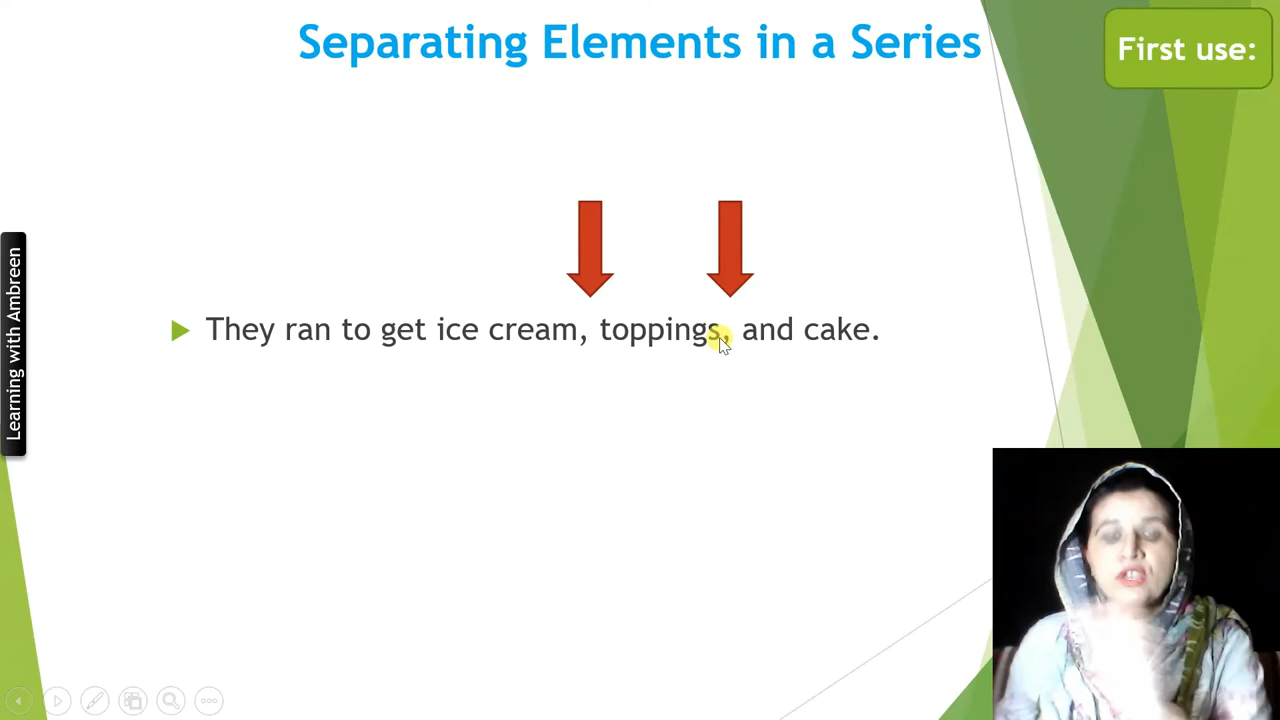 Separating Elements in a Series
First use:
They ran to get ice cream, toppings, and cake.
Learning with Ambreen